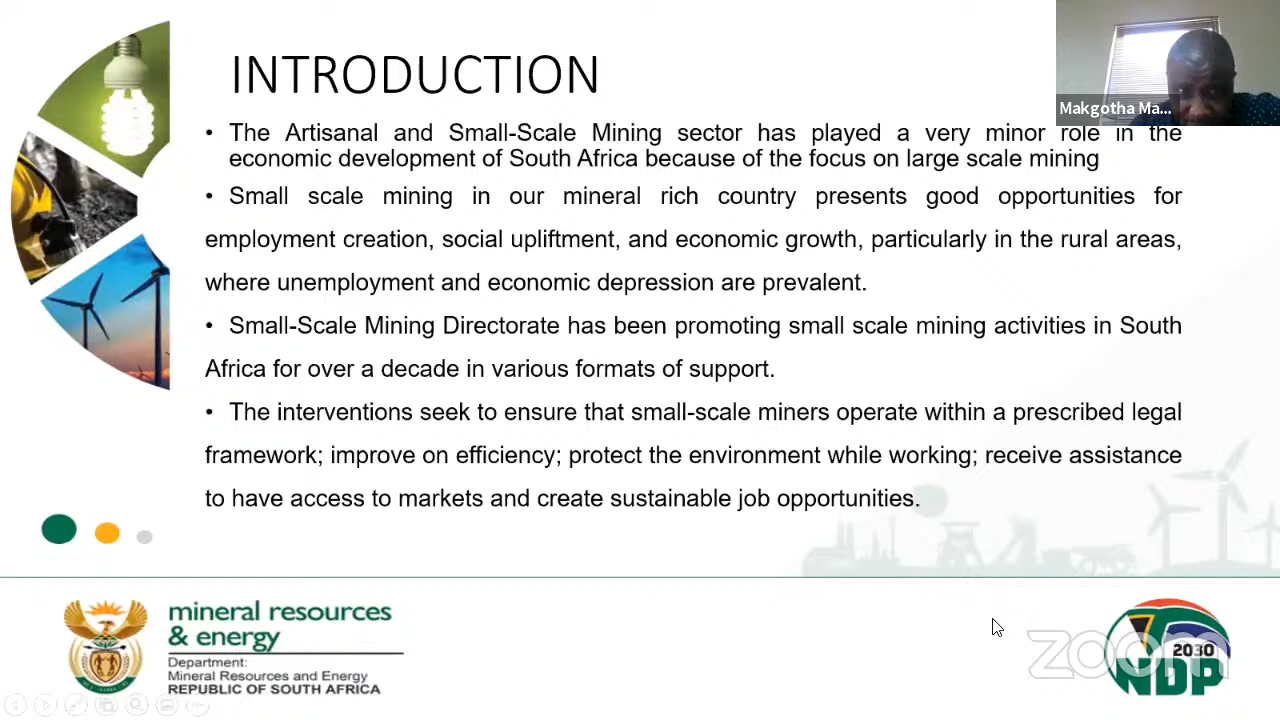 INTRODUCTION
Makgotha Ma...
• The Artisanal and Small-Scale Mining sector has played a very minor role in the
economic development of South Africa because of the focus on large scale mining
• Small scale mining in our mineral rich country presents good opportunities for
employment creation, social upliftment, and economic growth, particularly in the rural areas,
where unemployment and economic depression are prevalent.
• Small-Scale Mining Directorate has been promoting small scale mining activities in South
Africa for over a decade in various formats of support.
• The interventions seek to ensure that small-scale miners operate within a prescribed legal
framework; improve on efficiency; protect the environment while working; receive assistance
to have access to markets and create sustainable job opportunities.
mineral resources
& energy
Department:
Mineral Resources and Energy
REPUBLIC OF SOUTH AFRICA
zoom
2030
NDP